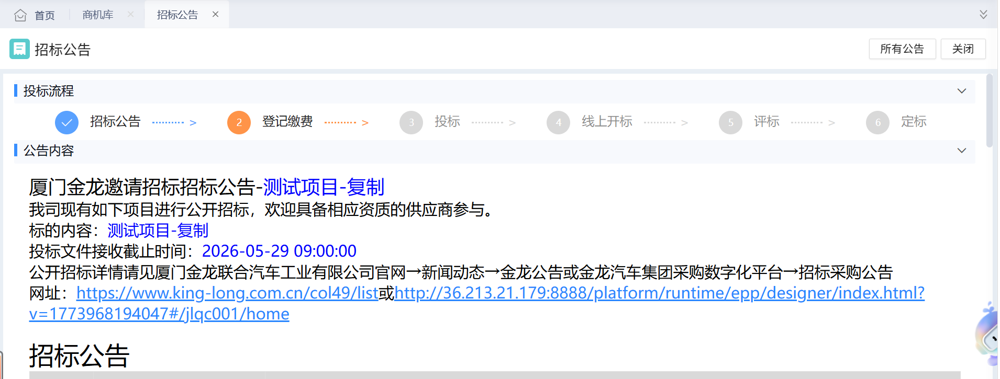 首页
商机库 ×
招标公告 ×
招标公告
所有公告
关闭
投标流程
招标公告 >
2 登记缴费 >
3 投标 >
4 线上开标 >
5 评标 >
6 定标
公告内容
厦门金龙邀请招标招标公告-测试项目-复制
我司现有如下项目进行公开招标，欢迎具备相应资质的供应商参与。
标的内容：测试项目-复制
投标文件接收截止时间：2026-05-29 09:00:00
公开招标详情请见厦门金龙联合汽车工业有限公司官网→新闻动态→金龙公告或金龙汽车集团采购数字化平台→招标采购公告
网址：https://www.king-long.com.cn/col49/list或http://36.213.21.179:8888/platform/runtime/epp/designer/index.html?
v=1773968194047#/jlqc001/home
招标公告